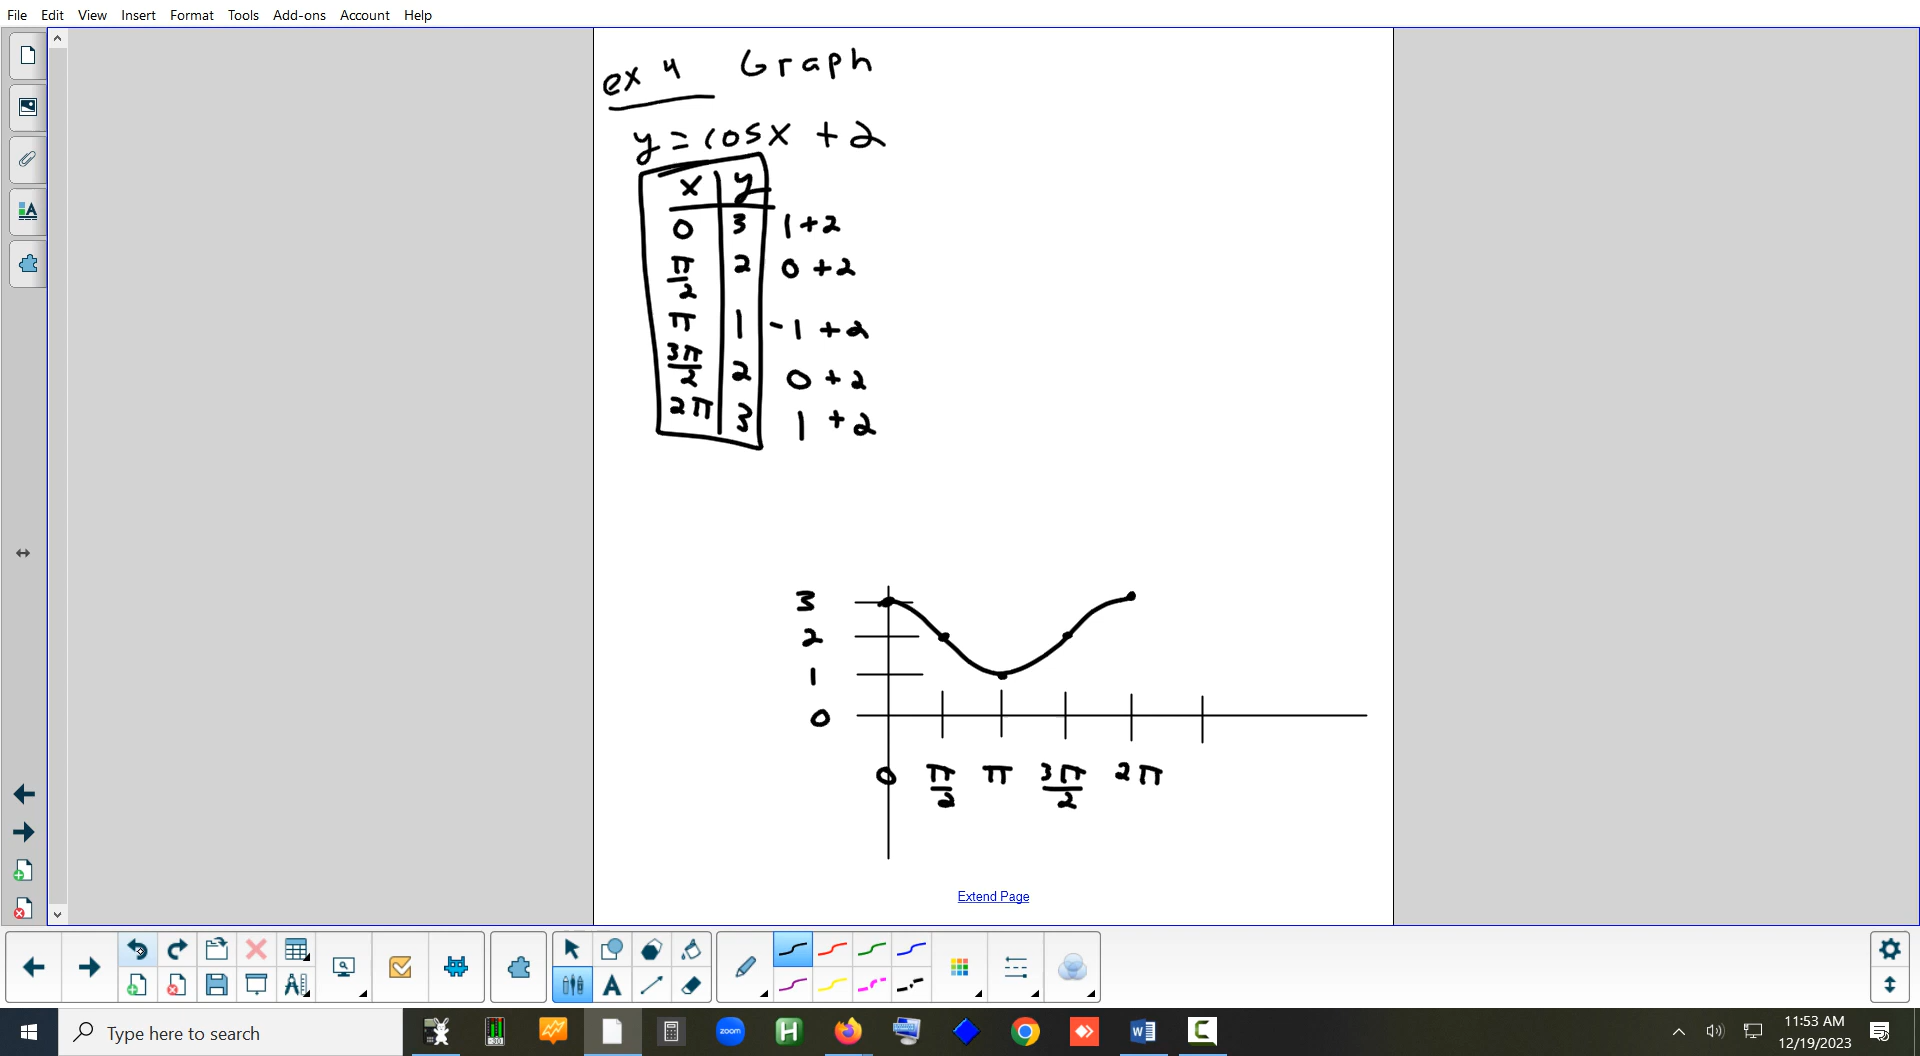 File Edit View Insert Format Tools Add-ons Account Help
ex 4 Graph
y = cosx + 2
x y
0 3 1 + 2
π/2 2 0 + 2
π 1 -1 + 2
3π/2 2 0 + 2
2π 3 1 + 2
3
2
1
0
0 π/2 π 3π/2 2π
Extend Page
Type here to search
zoom
11:53 AM
12/19/2023